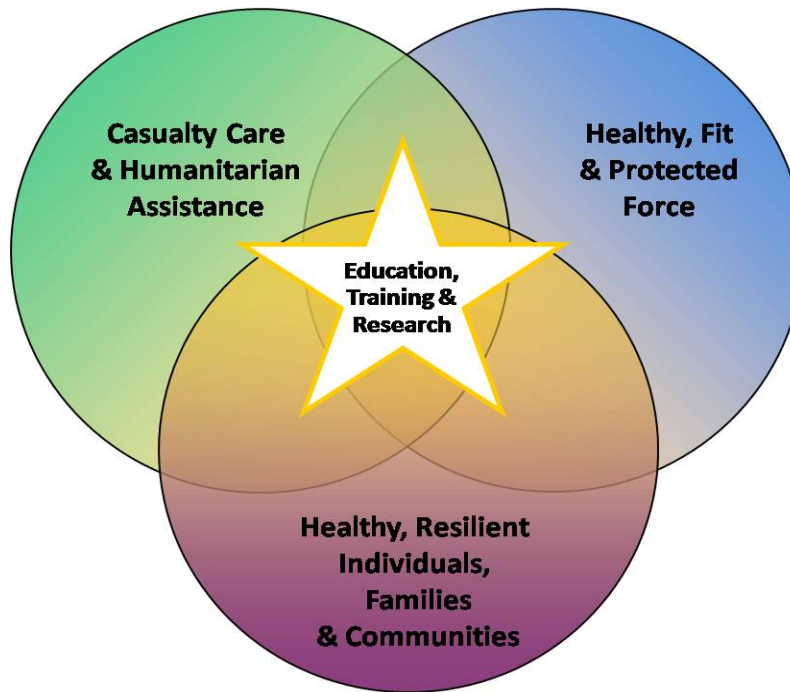 Casualty Care
& Humanitarian
Assistance
Healthy, Fit
& Protected
Force
Education,
Training &
Research
Healthy, Resilient
Individuals,
Families
& Communities